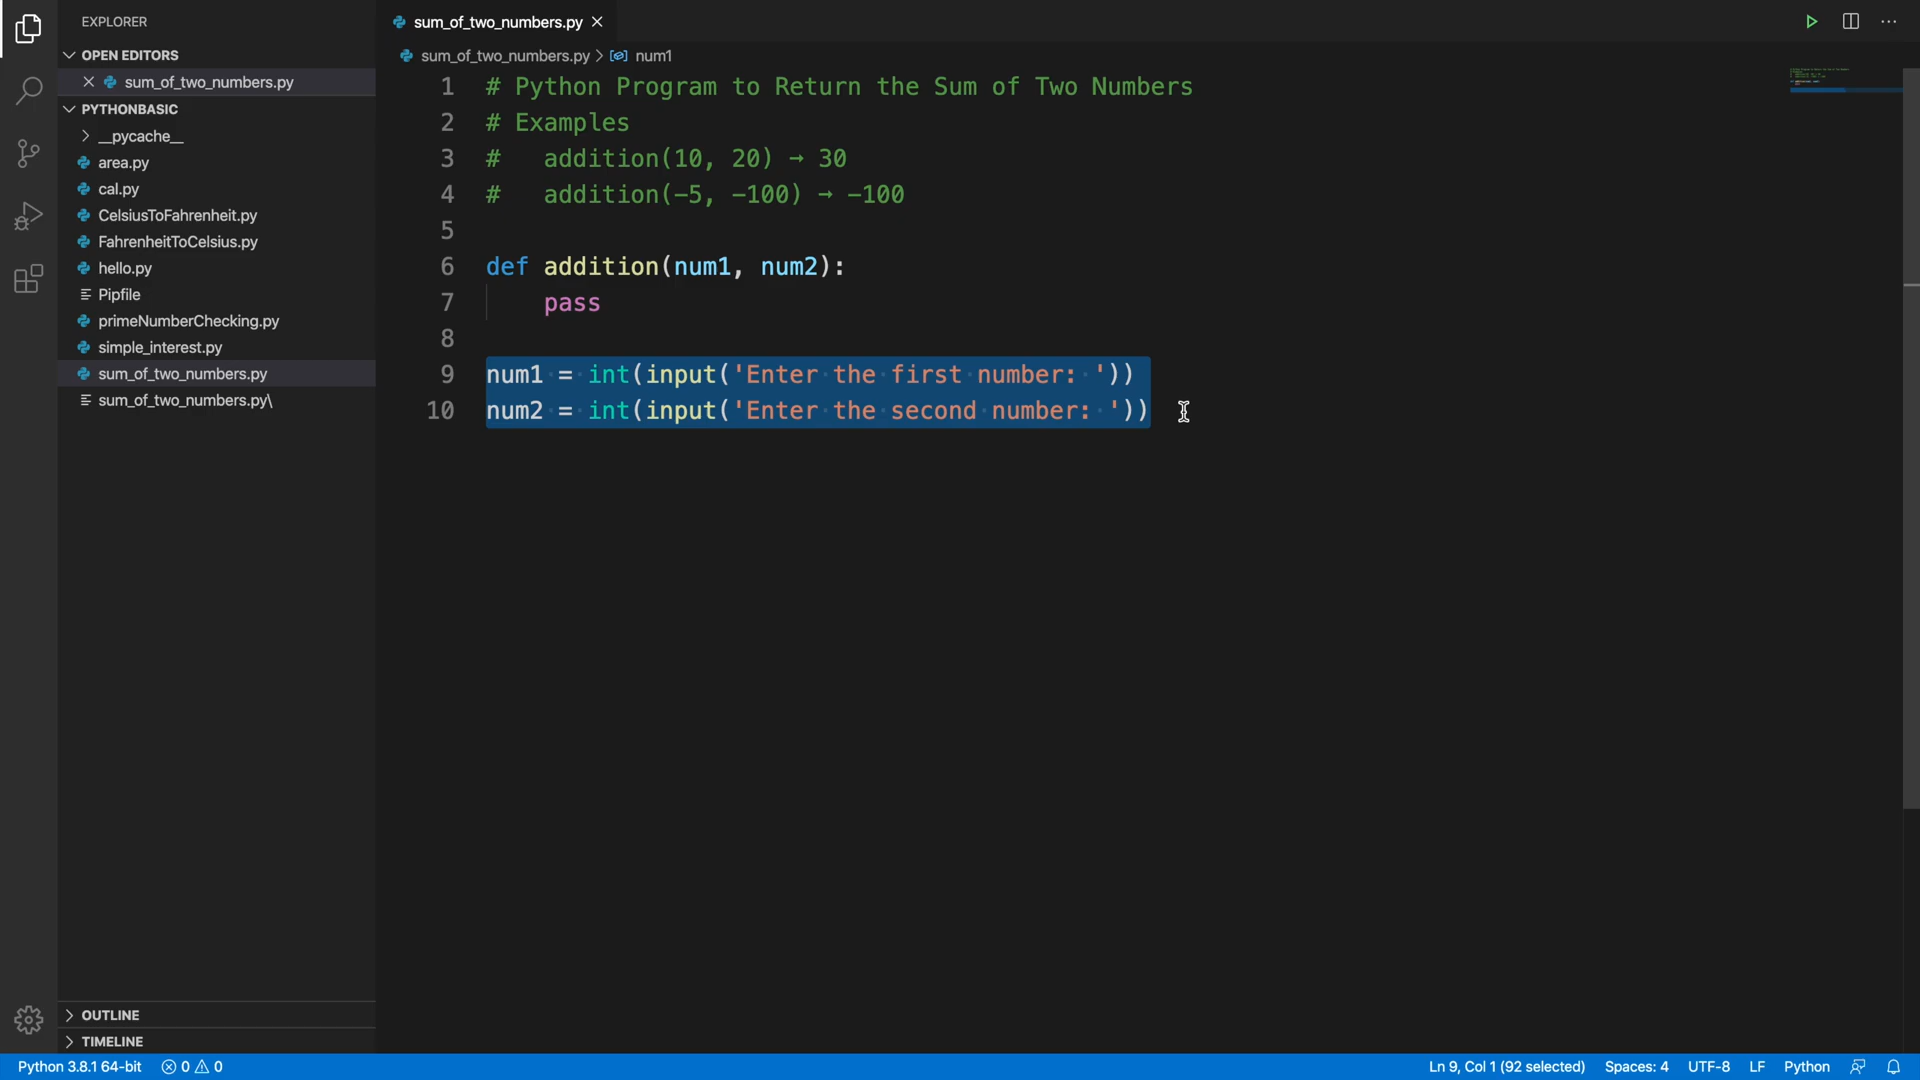 EXPLORER
OPEN EDITORS
sum_of_two_numbers.py
PYTHONBASIC
__pycache__
area.py
cal.py
CelsiusToFahrenheit.py
FahrenheitToCelsius.py
hello.py
Pipfile
primeNumberChecking.py
simple_interest.py
sum_of_two_numbers.py
sum_of_two_numbers.py\
OUTLINE
TIMELINE
sum_of_two_numbers.py
sum_of_two_numbers.py > num1
1 # Python Program to Return the Sum of Two Numbers
2 # Examples
3 #   addition(10, 20) → 30
4 #   addition(-5, -100) → -100
5
6 def addition(num1, num2):
7     pass
8
9 num1 = int(input('Enter the first number: '))
10 num2 = int(input('Enter the second number: '))
Python 3.8.1 64-bit 0 0 Ln 9, Col 1 (92 selected) Spaces: 4 UTF-8 LF Python